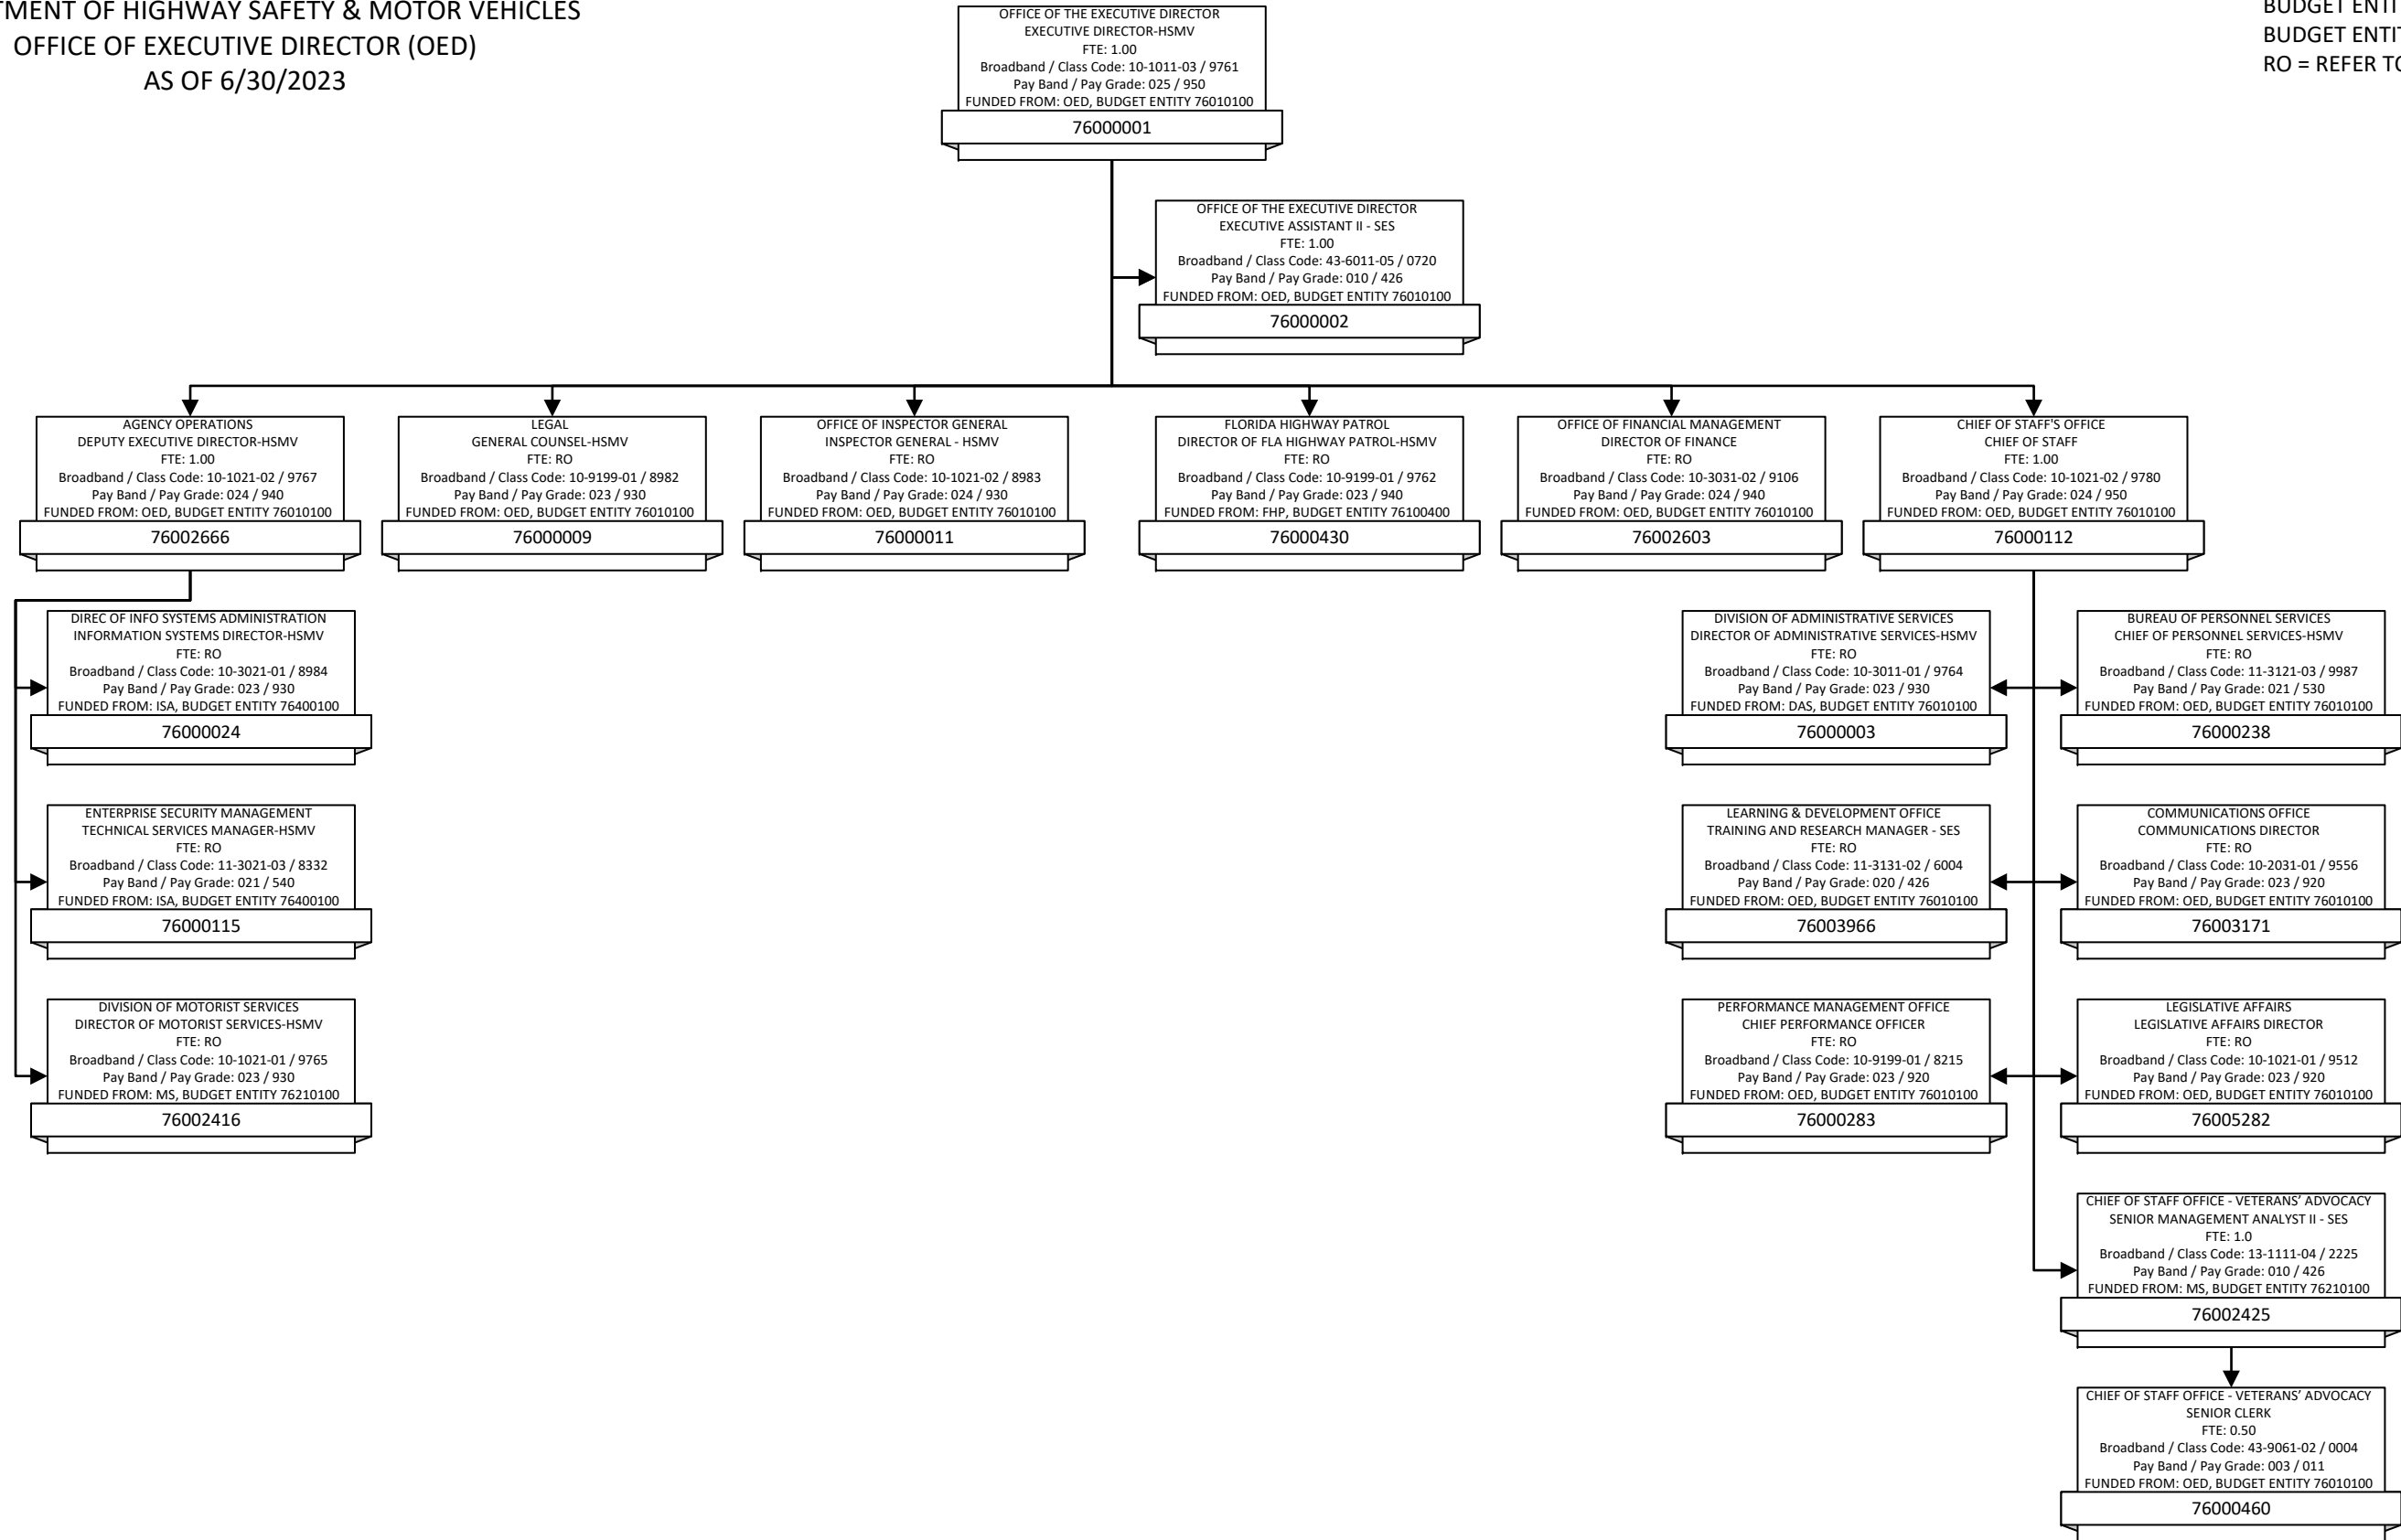 TMENT OF HIGHWAY SAFETY & MOTOR VEHICLES
OFFICE OF EXECUTIVE DIRECTOR (OED)
AS OF 6/30/2023
BUDGET ENTI
BUDGET ENTIT
RO = REFER TO
OFFICE OF THE EXECUTIVE DIRECTOR
EXECUTIVE DIRECTOR-HSMV
FTE: 1.00
Broadband / Class Code: 10-1011-03 / 9761
Pay Band / Pay Grade: 025 / 950
FUNDED FROM: OED, BUDGET ENTITY 76010100
76000001
OFFICE OF THE EXECUTIVE DIRECTOR
EXECUTIVE ASSISTANT II - SES
FTE: 1.00
Broadband / Class Code: 43-6011-05 / 0720
Pay Band / Pay Grade: 010 / 426
FUNDED FROM: OED, BUDGET ENTITY 76010100
76000002
AGENCY OPERATIONS
DEPUTY EXECUTIVE DIRECTOR-HSMV
FTE: 1.00
Broadband / Class Code: 10-1021-02 / 9767
Pay Band / Pay Grade: 024 / 940
FUNDED FROM: OED, BUDGET ENTITY 76010100
76002666
LEGAL
GENERAL COUNSEL-HSMV
FTE: RO
Broadband / Class Code: 10-9199-01 / 8982
Pay Band / Pay Grade: 023 / 930
FUNDED FROM: OED, BUDGET ENTITY 76010100
76000009
OFFICE OF INSPECTOR GENERAL
INSPECTOR GENERAL - HSMV
FTE: RO
Broadband / Class Code: 10-1021-02 / 8983
Pay Band / Pay Grade: 024 / 930
FUNDED FROM: OED, BUDGET ENTITY 76010100
76000011
FLORIDA HIGHWAY PATROL
DIRECTOR OF FLA HIGHWAY PATROL-HSMV
FTE: RO
Broadband / Class Code: 10-9199-01 / 9762
Pay Band / Pay Grade: 023 / 940
FUNDED FROM: FHP, BUDGET ENTITY 76100400
76000430
OFFICE OF FINANCIAL MANAGEMENT
DIRECTOR OF FINANCE
FTE: RO
Broadband / Class Code: 10-3031-02 / 9106
Pay Band / Pay Grade: 024 / 940
FUNDED FROM: OED, BUDGET ENTITY 76010100
76002603
CHIEF OF STAFF'S OFFICE
CHIEF OF STAFF
FTE: 1.00
Broadband / Class Code: 10-1021-02 / 9780
Pay Band / Pay Grade: 024 / 950
FUNDED FROM: OED, BUDGET ENTITY 76010100
76000112
DIREC OF INFO SYSTEMS ADMINISTRATION
INFORMATION SYSTEMS DIRECTOR-HSMV
FTE: RO
Broadband / Class Code: 10-3021-01 / 8984
Pay Band / Pay Grade: 023 / 930
FUNDED FROM: ISA, BUDGET ENTITY 76400100
76000024
DIVISION OF ADMINISTRATIVE SERVICES
DIRECTOR OF ADMINISTRATIVE SERVICES-HSMV
FTE: RO
Broadband / Class Code: 10-3011-01 / 9764
Pay Band / Pay Grade: 023 / 930
FUNDED FROM: DAS, BUDGET ENTITY 76010100
76000003
BUREAU OF PERSONNEL SERVICES
CHIEF OF PERSONNEL SERVICES-HSMV
FTE: RO
Broadband / Class Code: 11-3121-03 / 9987
Pay Band / Pay Grade: 021 / 530
FUNDED FROM: OED, BUDGET ENTITY 76010100
76000238
ENTERPRISE SECURITY MANAGEMENT
TECHNICAL SERVICES MANAGER-HSMV
FTE: RO
Broadband / Class Code: 11-3021-03 / 8332
Pay Band / Pay Grade: 021 / 540
FUNDED FROM: ISA, BUDGET ENTITY 76400100
76000115
LEARNING & DEVELOPMENT OFFICE
TRAINING AND RESEARCH MANAGER - SES
FTE: RO
Broadband / Class Code: 11-3131-02 / 6004
Pay Band / Pay Grade: 020 / 426
FUNDED FROM: OED, BUDGET ENTITY 76010100
76003966
COMMUNICATIONS OFFICE
COMMUNICATIONS DIRECTOR
FTE: RO
Broadband / Class Code: 10-2031-01 / 9556
Pay Band / Pay Grade: 023 / 920
FUNDED FROM: OED, BUDGET ENTITY 76010100
76003171
DIVISION OF MOTORIST SERVICES
DIRECTOR OF MOTORIST SERVICES-HSMV
FTE: RO
Broadband / Class Code: 10-1021-01 / 9765
Pay Band / Pay Grade: 023 / 930
FUNDED FROM: MS, BUDGET ENTITY 76210100
76002416
PERFORMANCE MANAGEMENT OFFICE
CHIEF PERFORMANCE OFFICER
FTE: RO
Broadband / Class Code: 10-9199-01 / 8215
Pay Band / Pay Grade: 023 / 920
FUNDED FROM: OED, BUDGET ENTITY 76010100
76000283
LEGISLATIVE AFFAIRS
LEGISLATIVE AFFAIRS DIRECTOR
FTE: RO
Broadband / Class Code: 10-1021-01 / 9512
Pay Band / Pay Grade: 023 / 920
FUNDED FROM: OED, BUDGET ENTITY 76010100
76005282
CHIEF OF STAFF OFFICE - VETERANS’ ADVOCACY
SENIOR MANAGEMENT ANALYST II - SES
FTE: 1.0
Broadband / Class Code: 13-1111-04 / 2225
Pay Band / Pay Grade: 010 / 426
FUNDED FROM: MS, BUDGET ENTITY 76210100
76002425
CHIEF OF STAFF OFFICE - VETERANS’ ADVOCACY
SENIOR CLERK
FTE: 0.50
Broadband / Class Code: 43-9061-02 / 0004
Pay Band / Pay Grade: 003 / 011
FUNDED FROM: OED, BUDGET ENTITY 76010100
76000460